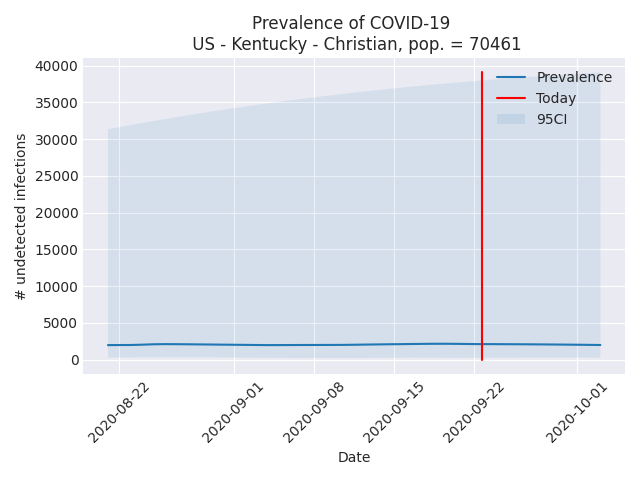 Prevalence of COVID-19
US - Kentucky - Christian, pop. = 70461
40000
35000
30000
25000
20000
15000
10000
5000
0
# undetected infections
Prevalence
Today
95CI
2020-08-22
2020-09-01
2020-09-08
2020-09-15
2020-09-22
2020-10-01
Date